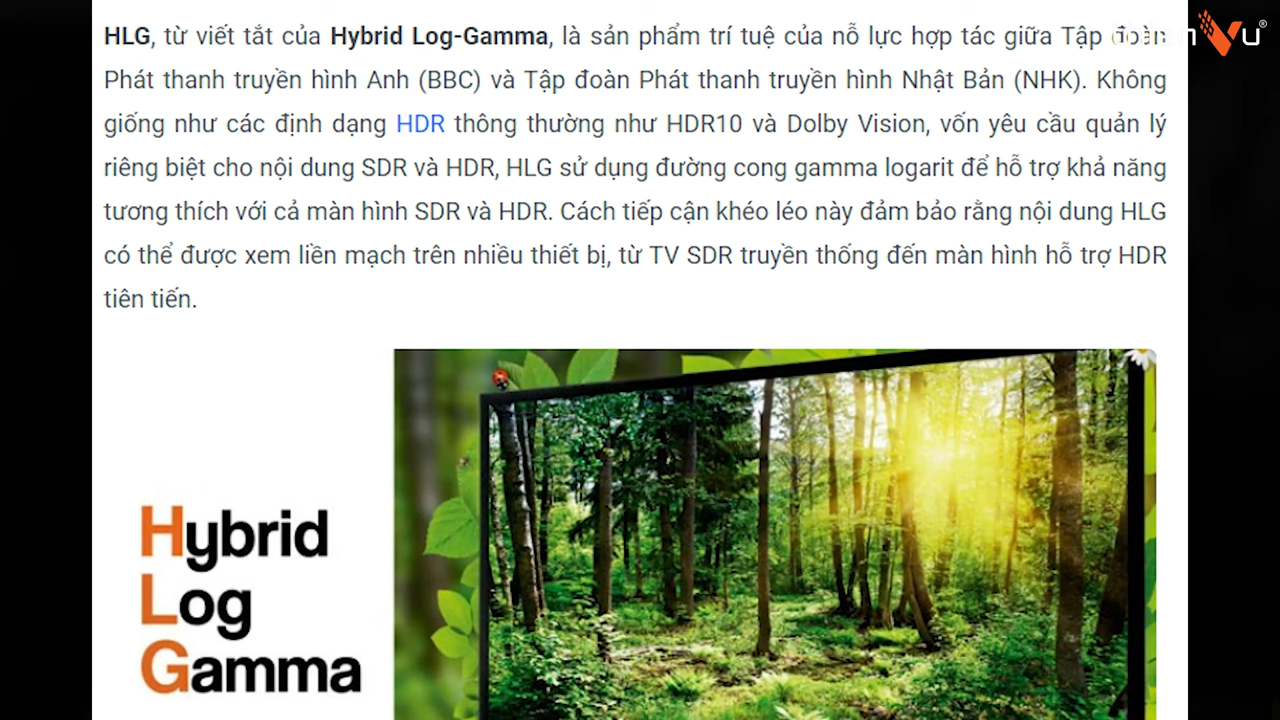 HLG, từ viết tắt của Hybrid Log-Gamma, là sản phẩm trí tuệ của nỗ lực hợp tác giữa Tập đoàn
Phát thanh truyền hình Anh (BBC) và Tập đoàn Phát thanh truyền hình Nhật Bản (NHK). Không
giống như các định dạng HDR thông thường như HDR10 và Dolby Vision, vốn yêu cầu quản lý
riêng biệt cho nội dung SDR và HDR, HLG sử dụng đường cong gamma logarit để hỗ trợ khả năng
tương thích với cả màn hình SDR và HDR. Cách tiếp cận khéo léo này đảm bảo rằng nội dung HLG
có thể được xem liền mạch trên nhiều thiết bị, từ TV SDR truyền thống đến màn hình hỗ trợ HDR
tiên tiến.
Hybrid
Log
Gamma